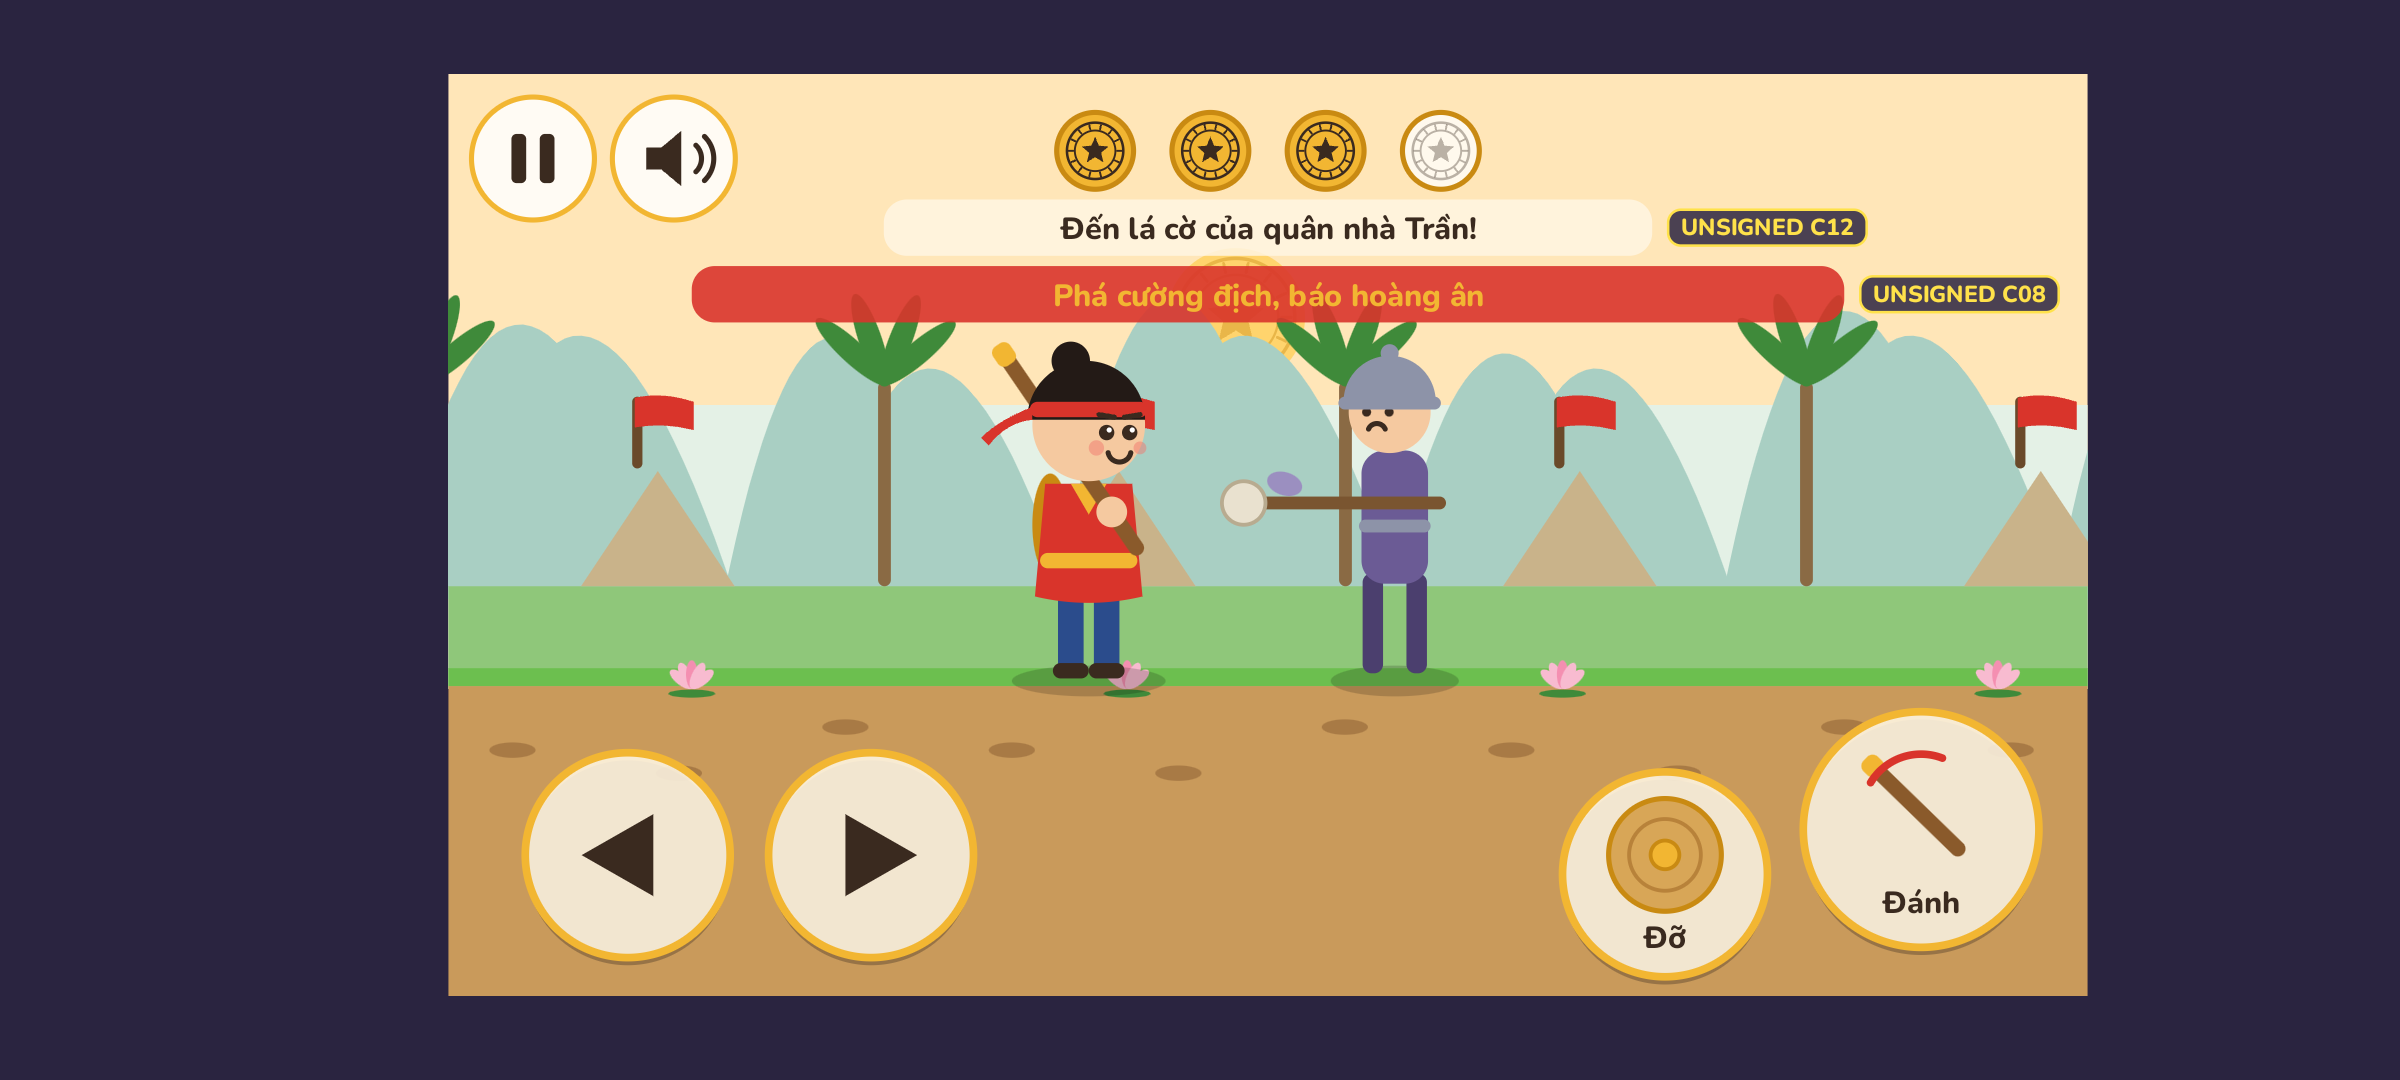 Đến lá cờ của quân nhà Trần!
UNSIGNED C12
Phá cường địch, báo hoàng ân
UNSIGNED C08
Đánh
Đỡ